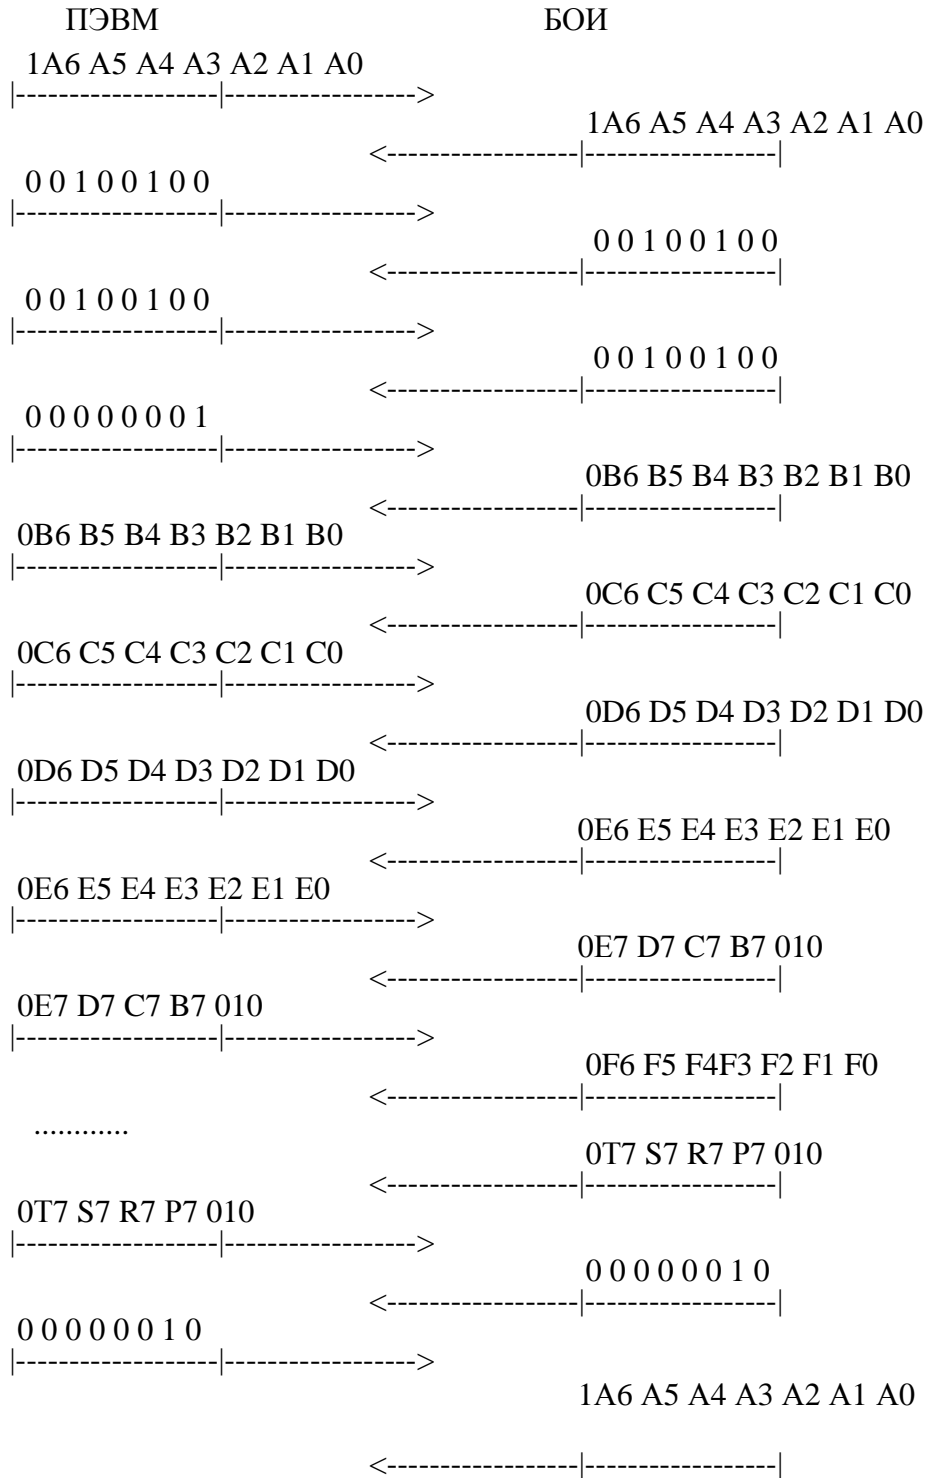 ПЭВМ БОИ
1A6 A5 A4 A3 A2 A1 A0
|-------------------|------------------>
1A6 A5 A4 A3 A2 A1 A0
<------------------|------------------|
0 0 1 0 0 1 0 0
|-------------------|------------------>
0 0 1 0 0 1 0 0
<------------------|------------------|
0 0 1 0 0 1 0 0
|-------------------|------------------>
0 0 1 0 0 1 0 0
<------------------|------------------|
0 0 0 0 0 0 0 1
|-------------------|------------------>
0B6 B5 B4 B3 B2 B1 B0
<------------------|------------------|
0B6 B5 B4 B3 B2 B1 B0
|-------------------|------------------>
0C6 C5 C4 C3 C2 C1 C0
<------------------|------------------|
0C6 C5 C4 C3 C2 C1 C0
|-------------------|------------------>
0D6 D5 D4 D3 D2 D1 D0
<------------------|------------------|
0D6 D5 D4 D3 D2 D1 D0
|-------------------|------------------>
0E6 E5 E4 E3 E2 E1 E0
<------------------|------------------|
0E6 E5 E4 E3 E2 E1 E0
|-------------------|------------------>
0E7 D7 C7 B7 010
<------------------|------------------|
0E7 D7 C7 B7 010
|-------------------|------------------>
0F6 F5 F4F3 F2 F1 F0
<------------------|------------------|
............
0T7 S7 R7 P7 010
<------------------|------------------|
0T7 S7 R7 P7 010
|-------------------|------------------>
0 0 0 0 0 0 1 0
<------------------|------------------|
0 0 0 0 0 0 1 0
|-------------------|------------------>
1A6 A5 A4 A3 A2 A1 A0
<------------------|------------------|